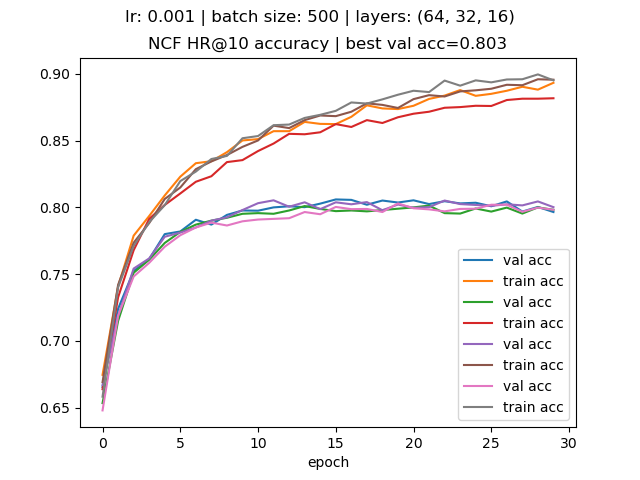 lr: 0.001 | batch size: 500 | layers: (64, 32, 16)
NCF HR@10 accuracy | best val acc=0.803
0.90
0.85
0.80
0.75
0.70
0.65
val acc
train acc
val acc
train acc
val acc
train acc
val acc
train acc
0 5 10 15 20 25 30
epoch